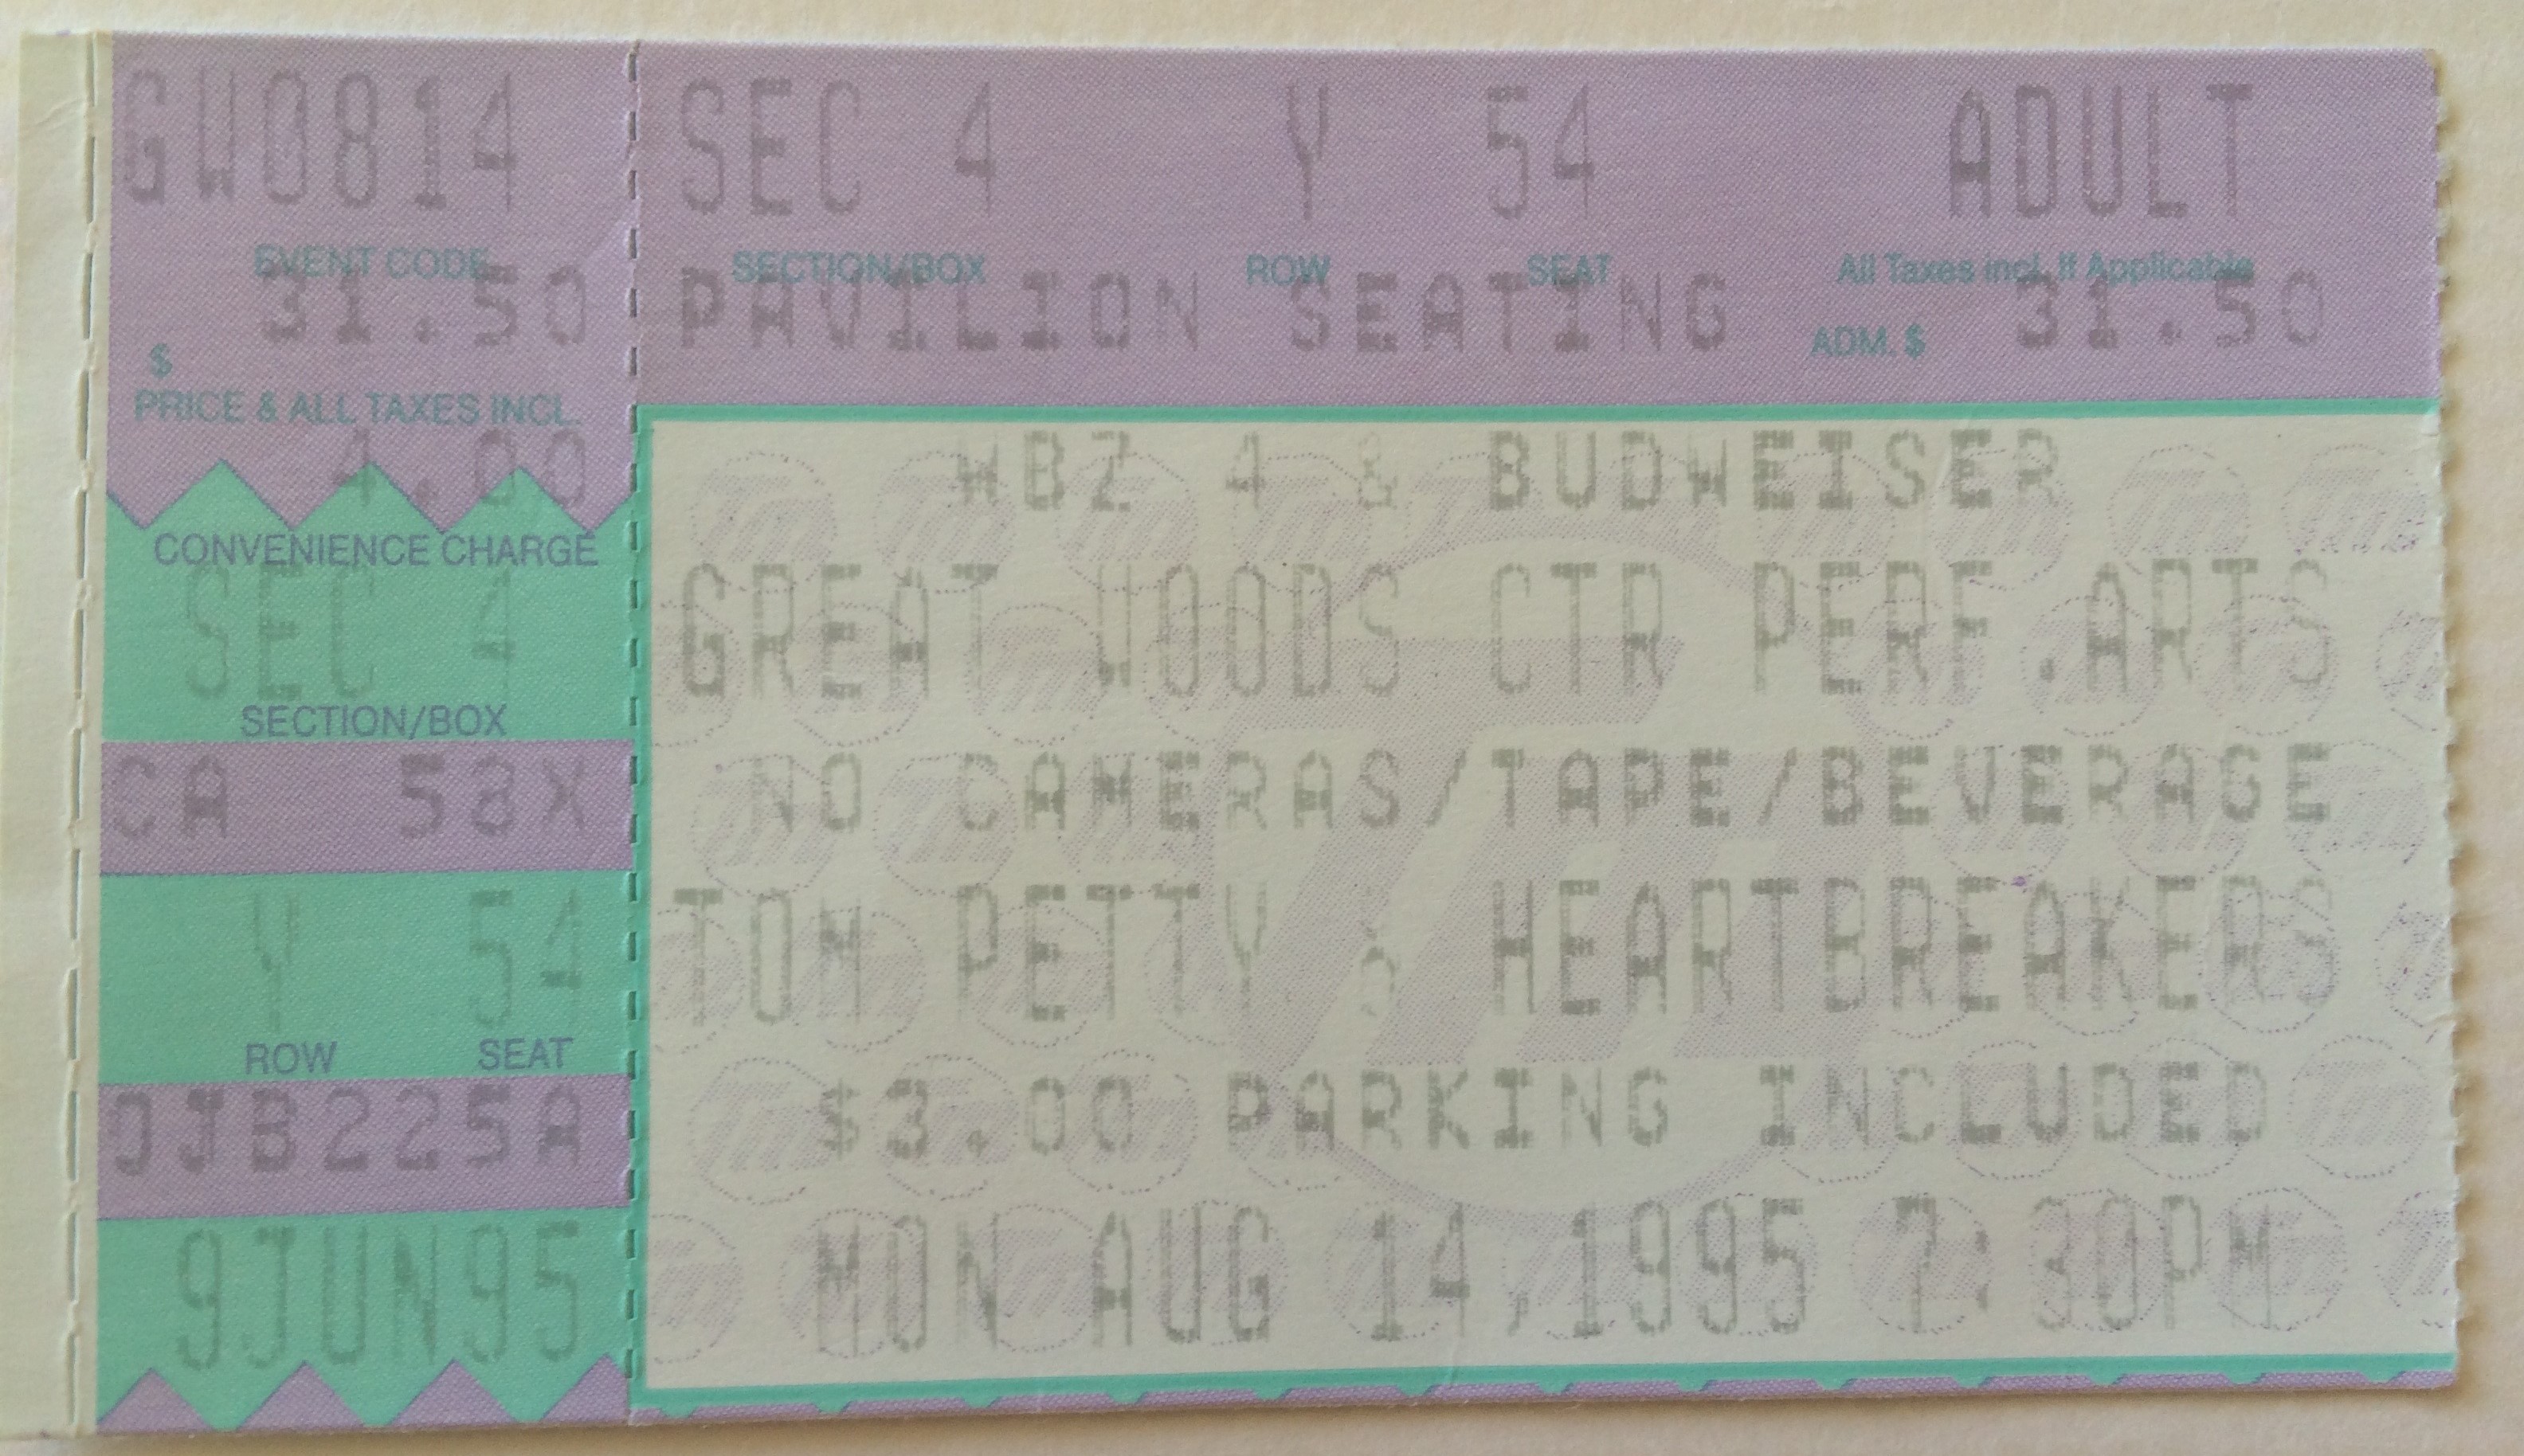 GW0814
EVENT CODE
31.50
$
PRICE & ALL TAXES INCL.
4.00
CONVENIENCE CHARGE
SEC 4
SECTION/BOX
CA 58X
Y 54
ROW SEAT
OJB225A
9JUN95
SEC 4 Y 54 ADULT
SECTION/BOX ROW SEAT All Taxes incl. If Applicable
PAVILION SEATING ADM. $ 31.50
WBZ 4 & BUDWEISER
GREAT WOODS CTR PERF.ARTS
NO CAMERAS/TAPE/BEVERAGE
TOM PETTY & HEARTBREAKERS
$3.00 PARKING INCLUDED
MON AUG 14,1995 7:30PM